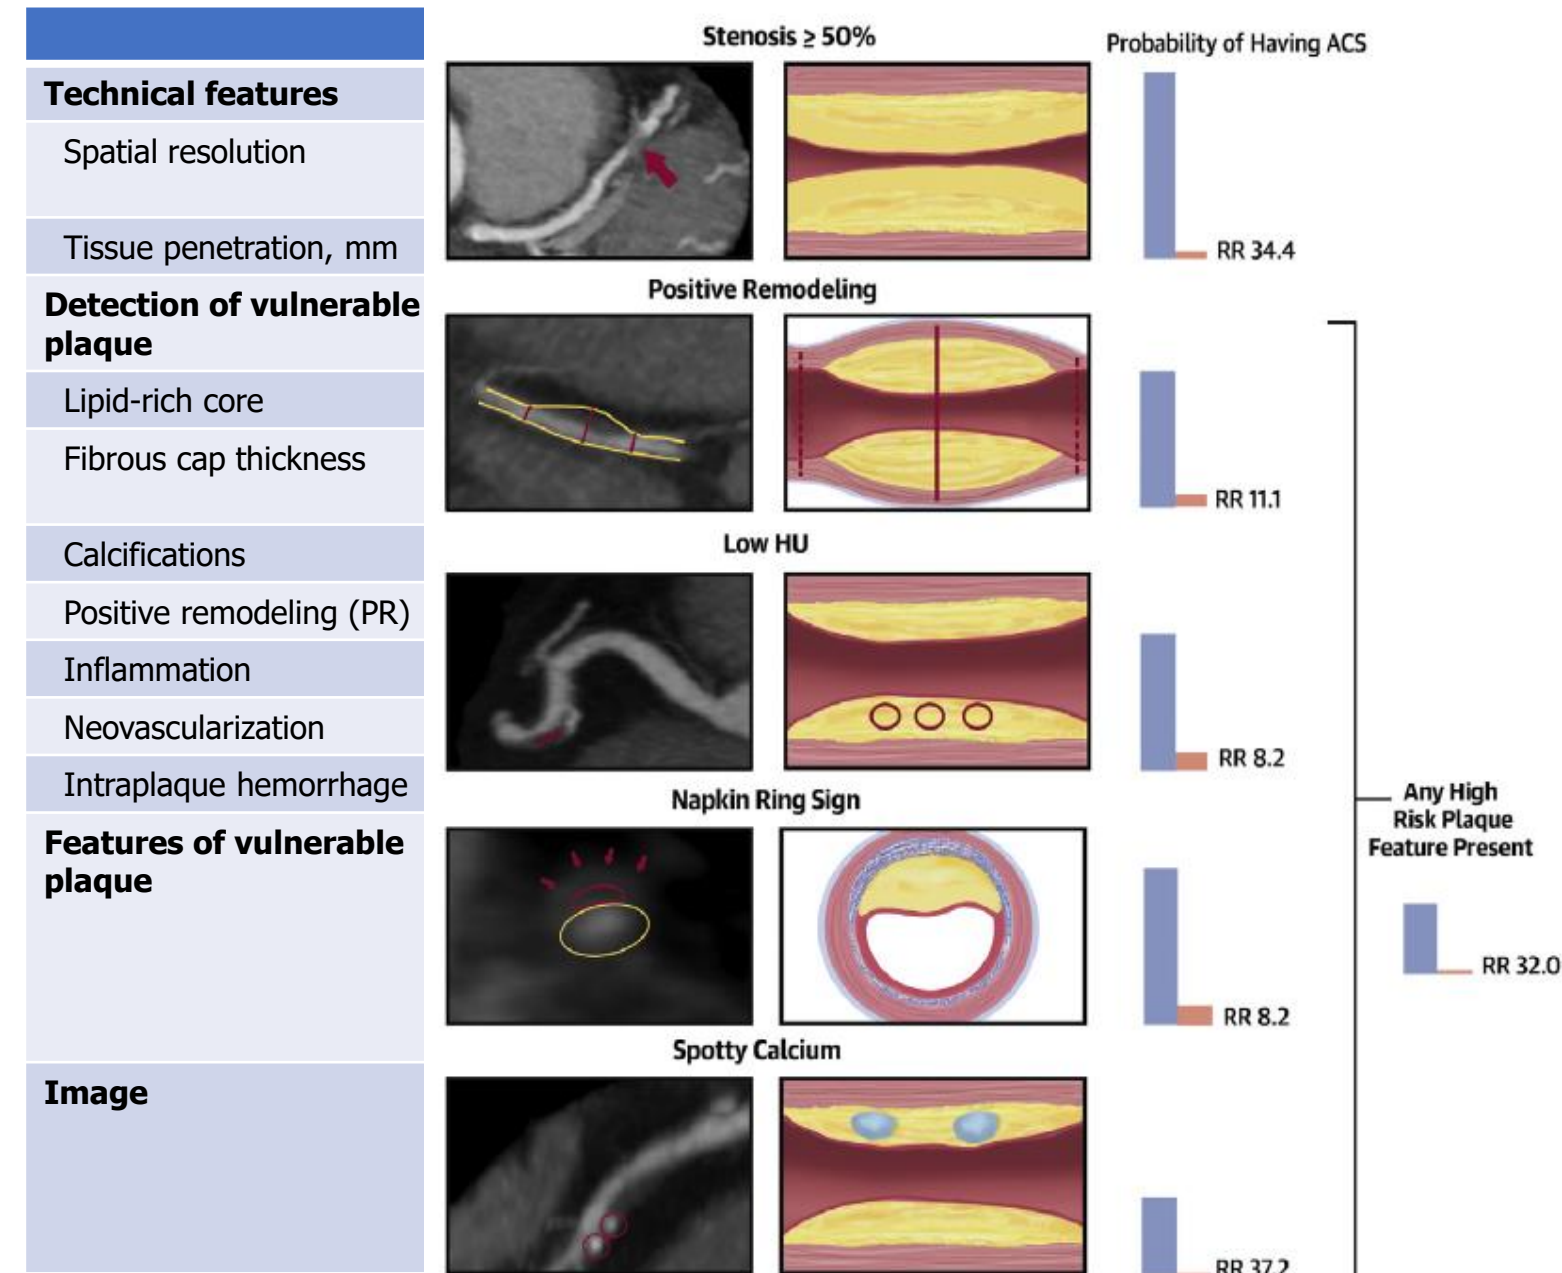 Technical features
Spatial resolution
Tissue penetration, mm
Detection of vulnerable
plaque
Lipid-rich core
Fibrous cap thickness
Calcifications
Positive remodeling (PR)
Inflammation
Neovascularization
Intraplaque hemorrhage
Features of vulnerable
plaque
Image
Stenosis ≥ 50%
Probability of Having ACS
RR 34.4
Positive Remodeling
RR 11.1
Low HU
RR 8.2
Napkin Ring Sign
RR 8.2
Spotty Calcium
RR 37.2
Any High
Risk Plaque
Feature Present
RR 32.0